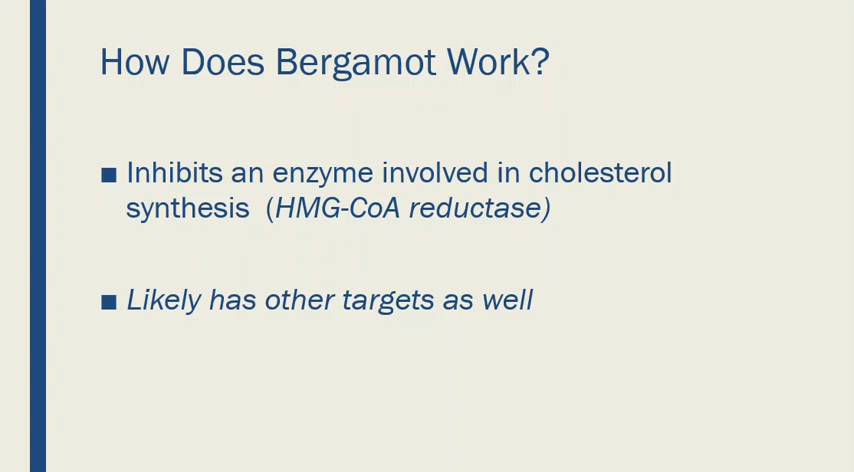 How Does Bergamot Work?
■ Inhibits an enzyme involved in cholesterol
synthesis  (HMG-CoA reductase)
■ Likely has other targets as well